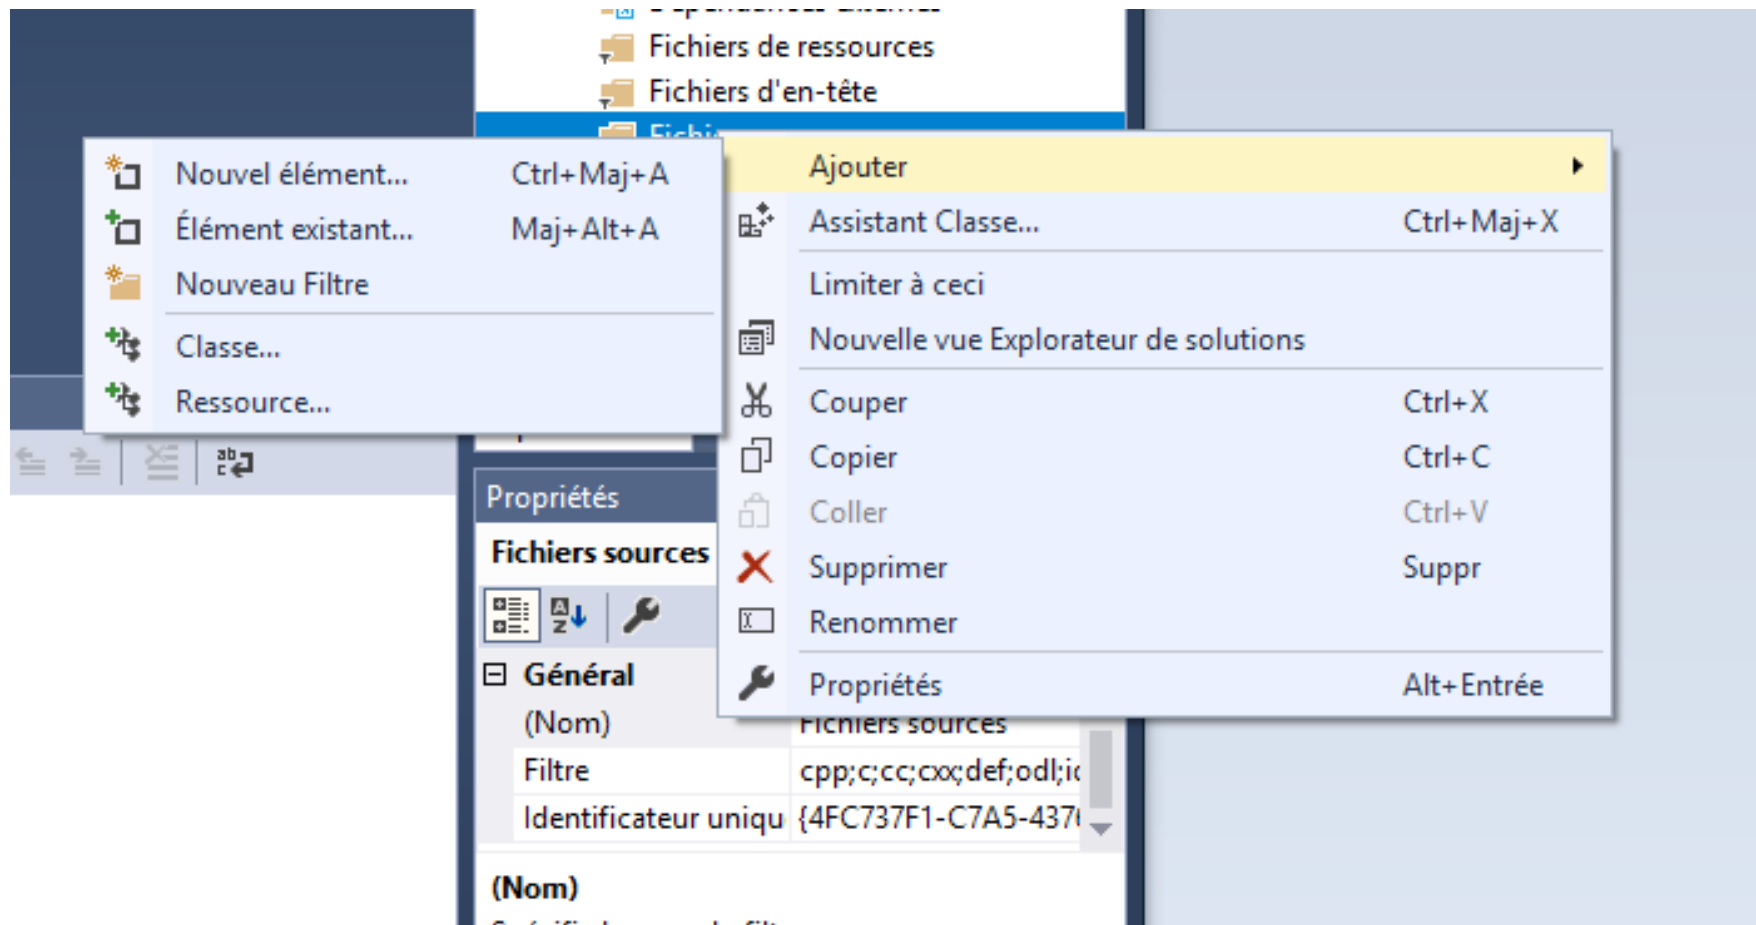 Fichiers de ressources
Fichiers d'en-tête
Ajouter
Assistant Classe... Ctrl+Maj+X
Limiter à ceci
Nouvelle vue Explorateur de solutions
Couper Ctrl+X
Copier Ctrl+C
Coller Ctrl+V
Supprimer Suppr
Renommer
Propriétés Alt+Entrée
Nouvel élément... Ctrl+Maj+A
Élément existant... Maj+Alt+A
Nouveau Filtre
Classe...
Ressource...
Propriétés
Fichiers sources
Général
(Nom) Fichiers sources
Filtre cpp;c;cc;cxx;def;odl;
Identificateur uniqu {4FC737F1-C7A5-437
(Nom)